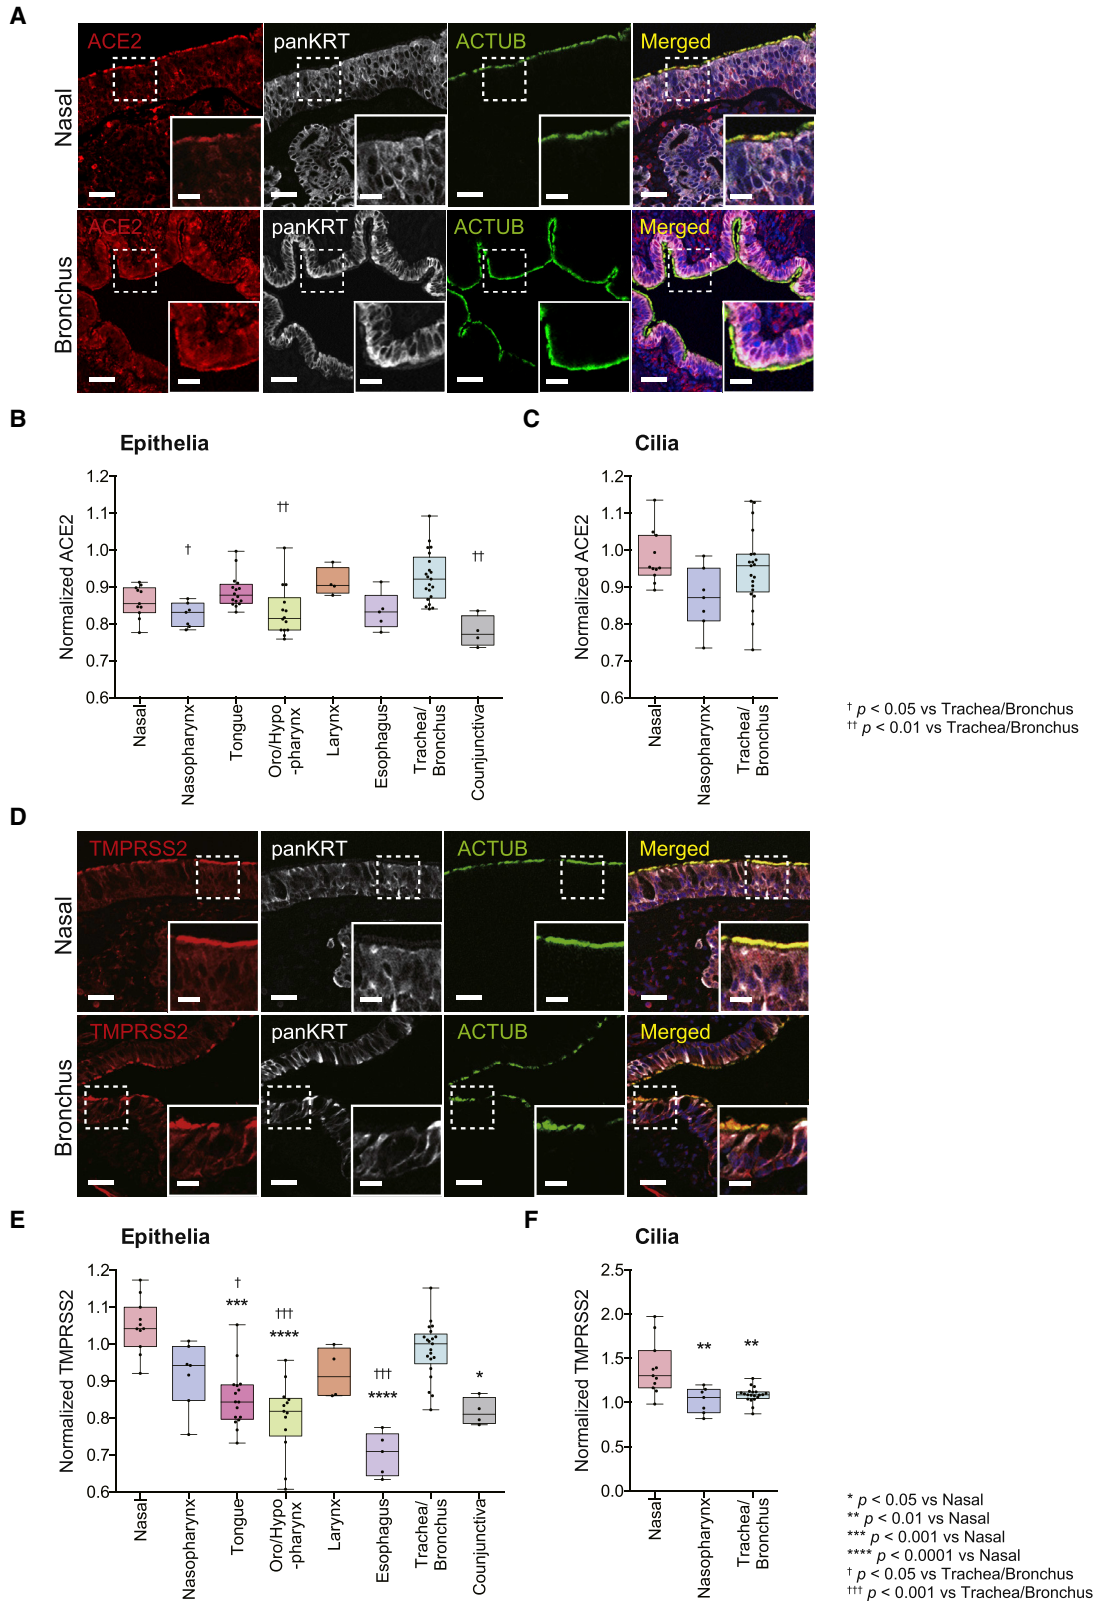 A
ACE2
panKRT
ACTUB
Merged
Nasal
ACE2
panKRT
ACTUB
Merged
Bronchus
B
Epithelia
Normalized ACE2
1.2
1.1
1.0
0.9
0.8
0.7
0.6
†
††
††
Nasal
Nasopharynx
Tongue
Oro/Hypo
-pharynx
Larynx
Esophagus
Trachea/
Bronchus
Counjunctiva
C
Cilia
Normalized ACE2
1.2
1.1
1.0
0.9
0.8
0.7
0.6
Nasal
Nasopharynx
Trachea/
Bronchus
† p < 0.05 vs Trachea/Bronchus
†† p < 0.01 vs Trachea/Bronchus
D
TMPRSS2
panKRT
ACTUB
Merged
Nasal
TMPRSS2
panKRT
ACTUB
Merged
Bronchus
E
Epithelia
Normalized TMPRSS2
1.2
1.1
1.0
0.9
0.8
0.7
0.6
†
***
†††
****
†††
****
*
Nasal
Nasopharynx
Tongue
Oro/Hypo
-pharynx
Larynx
Esophagus
Trachea/
Bronchus
Counjunctiva
F
Cilia
Normalized TMPRSS2
2.5
2.0
1.5
1.0
0.5
0.0
**
**
Nasal
Nasopharynx
Trachea/
Bronchus
* p < 0.05 vs Nasal
** p < 0.01 vs Nasal
*** p < 0.001 vs Nasal
**** p < 0.0001 vs Nasal
† p < 0.05 vs Trachea/Bronchus
††† p < 0.001 vs Trachea/Bronchus